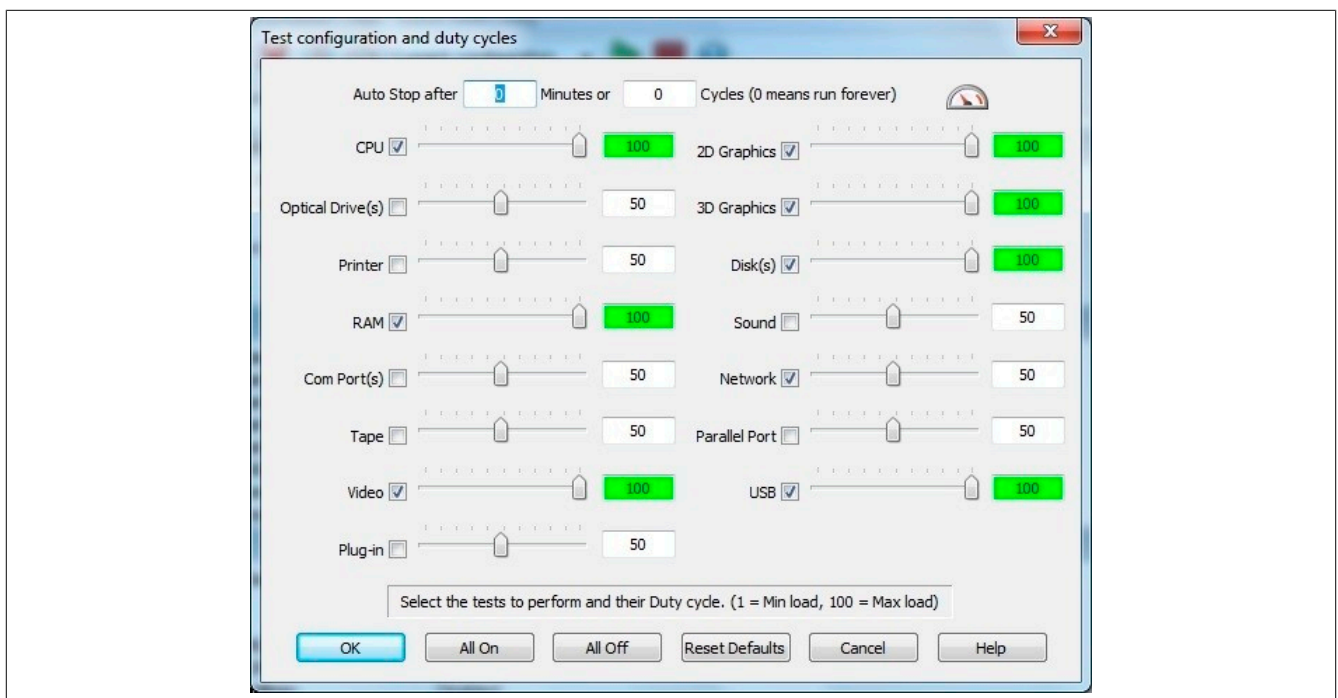 Test configuration and duty cycles
Auto Stop after 0 Minutes or 0 Cycles (0 means run forever)
CPU 100 2D Graphics 100
Optical Drive(s) 50 3D Graphics 100
Printer 50 Disk(s) 100
RAM 100 Sound 50
Com Port(s) 50 Network 50
Tape 50 Parallel Port 50
Video 100 USB 100
Plug-in 50
Select the tests to perform and their Duty cycle. (1 = Min load, 100 = Max load)
OK All On All Off Reset Defaults Cancel Help